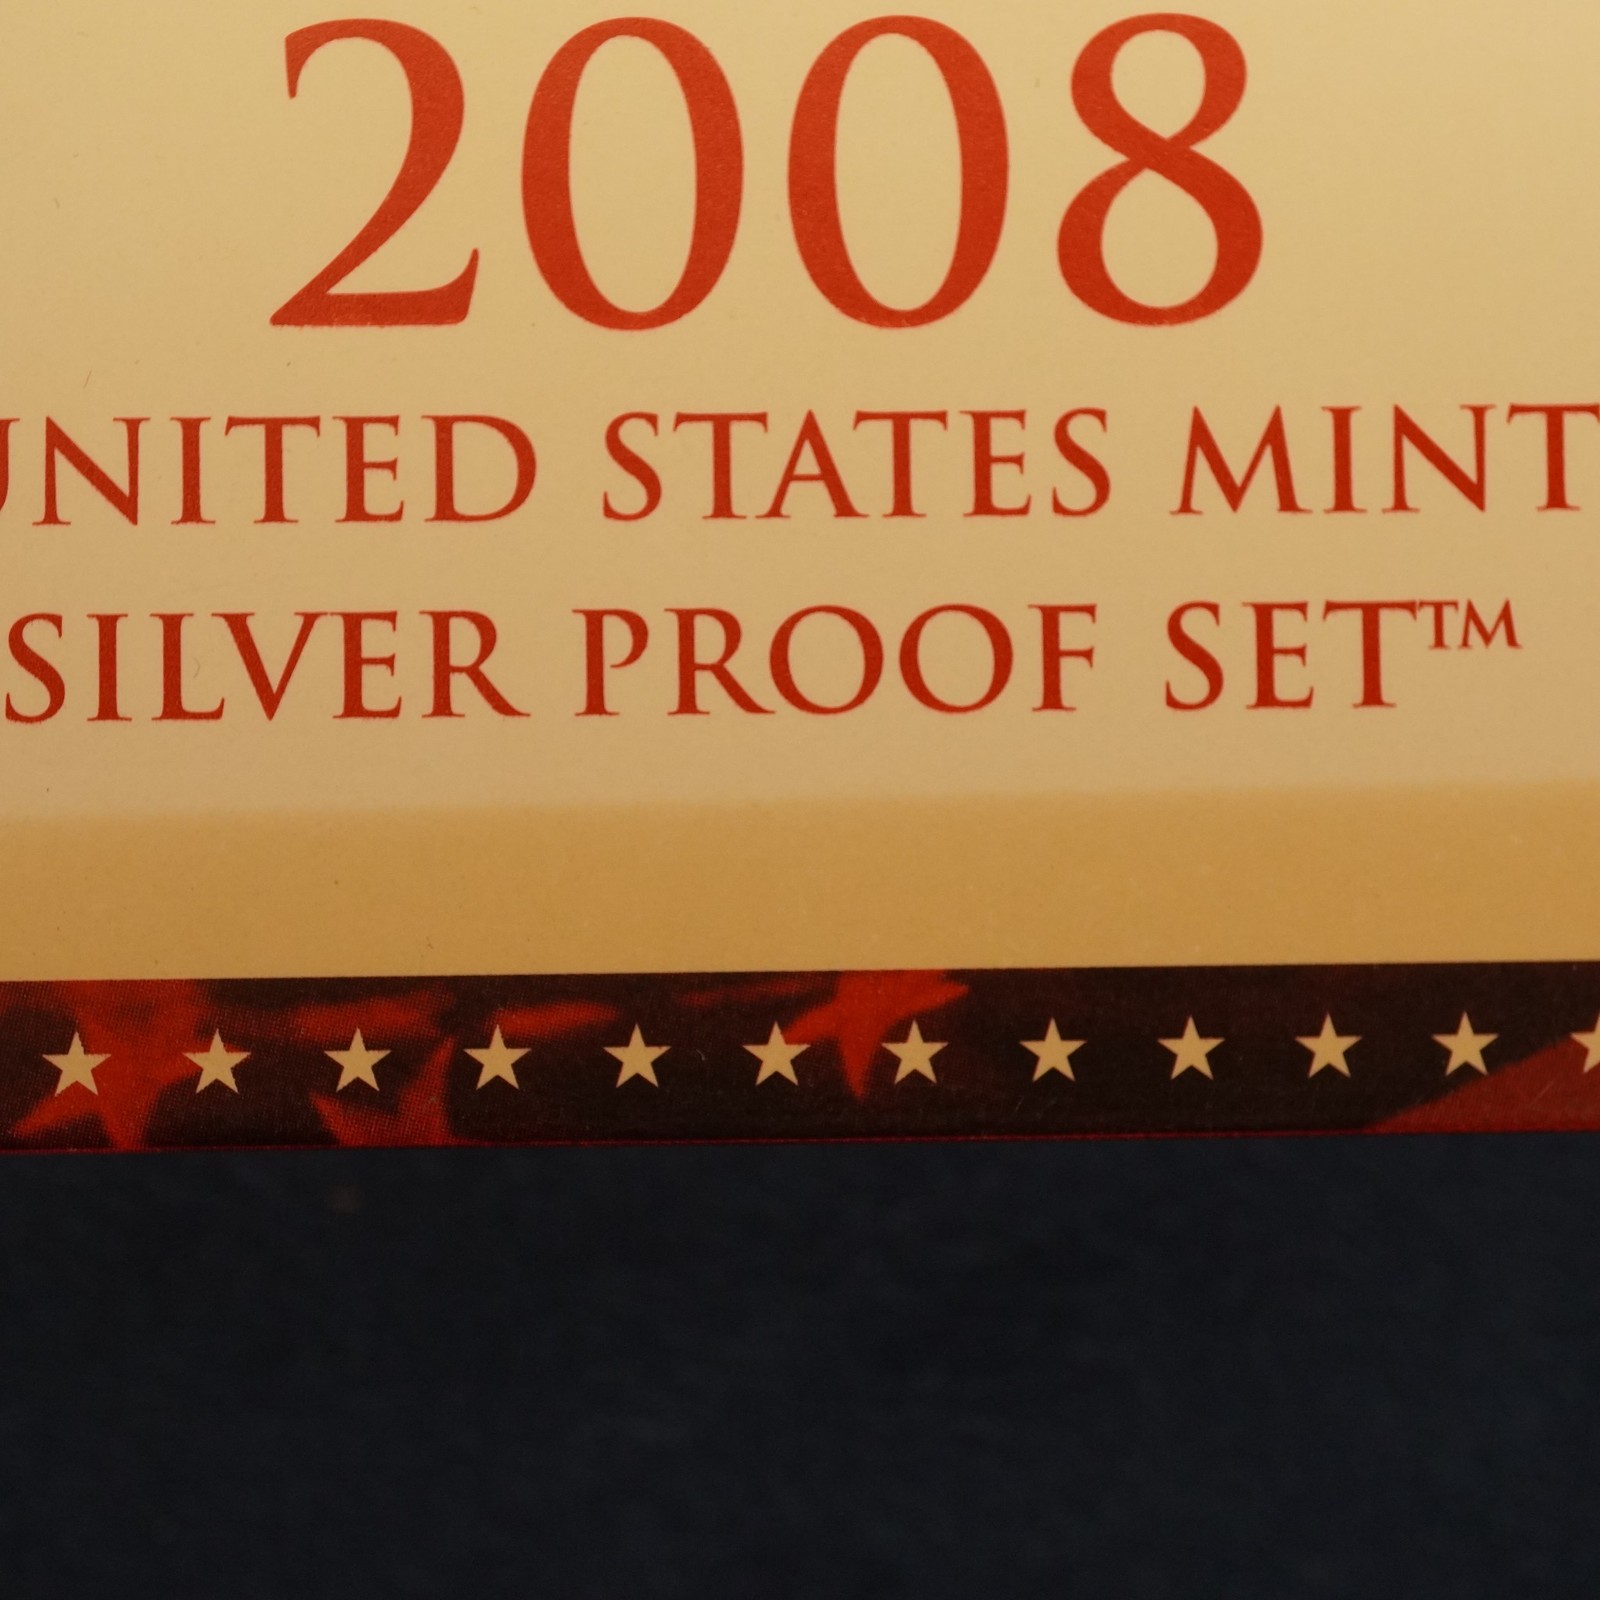 2008
UNITED STATES MINT
SILVER PROOF SET™